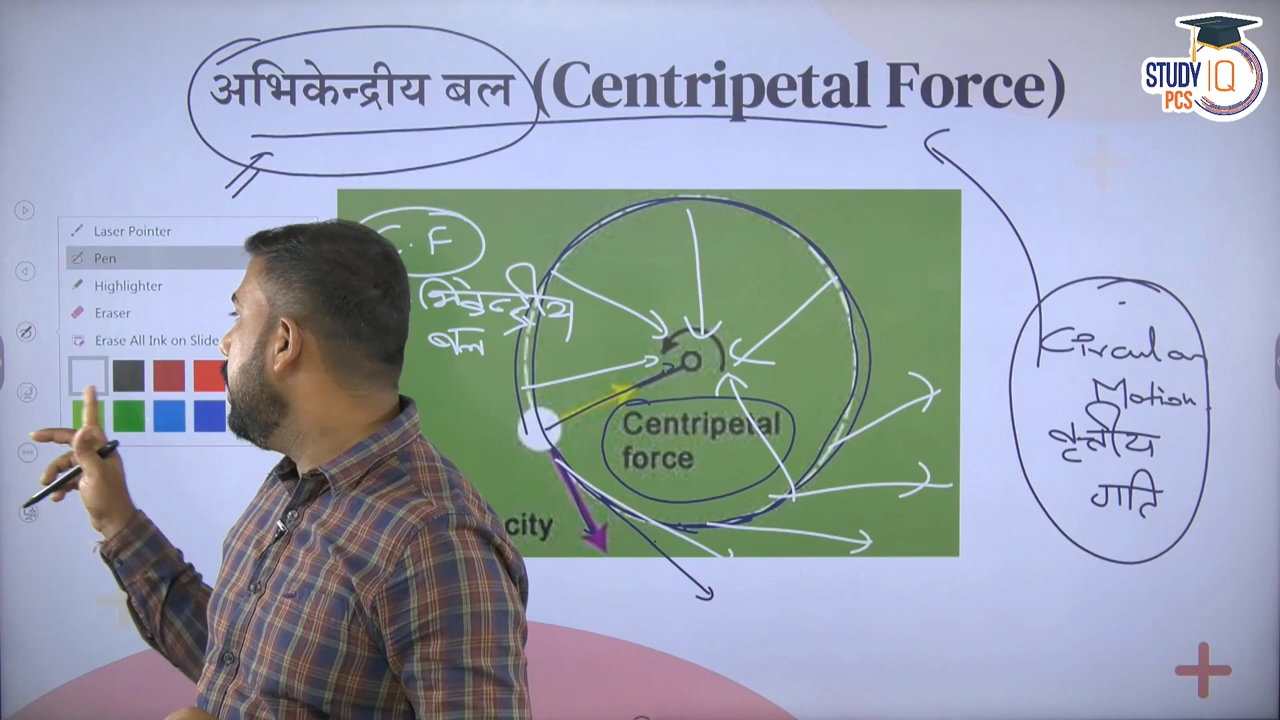 अभिकेन्द्रीय बल (Centripetal Force)
STUDY IQ
PCS
Laser Pointer
Pen
Highlighter
Eraser
Erase All Ink on Slide
C. F
बल
Centripetal
force
city
Circular
Motion
वृत्तीय
गति